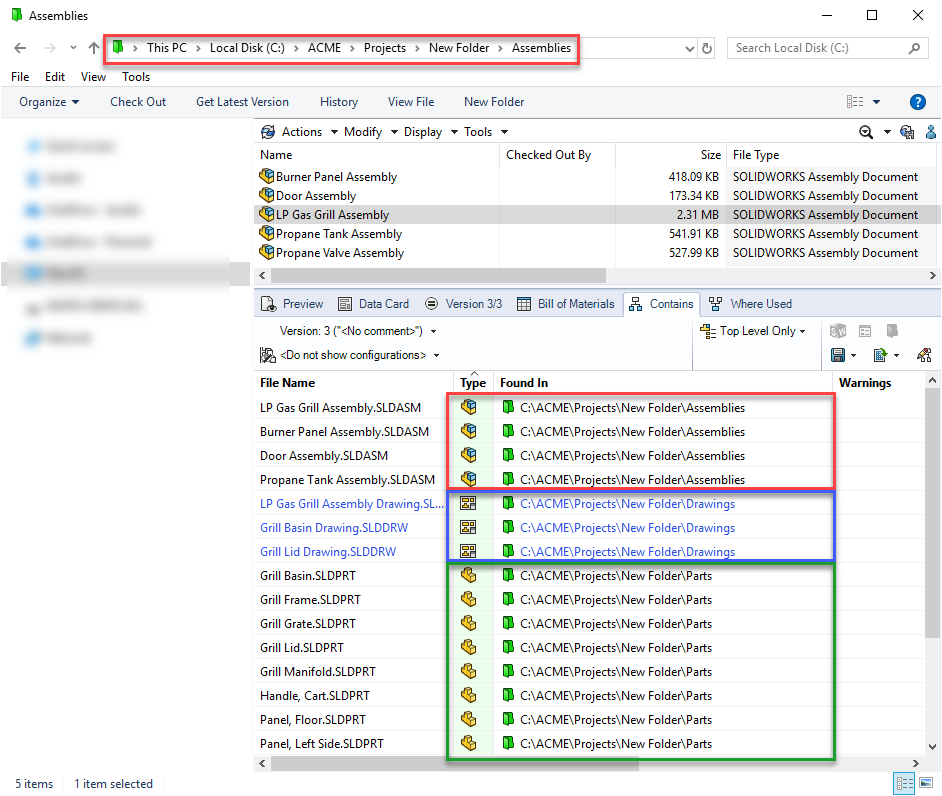 Assemblies
This PC > Local Disk (C:) > ACME > Projects > New Folder > Assemblies
Search Local Disk (C:)
File Edit View Tools
Organize Check Out Get Latest Version History View File New Folder ?
Actions Modify Display Tools
Name Checked Out By Size File Type
Burner Panel Assembly 418.09 KB SOLIDWORKS Assembly Document
Door Assembly 173.34 KB SOLIDWORKS Assembly Document
LP Gas Grill Assembly 2.31 MB SOLIDWORKS Assembly Document
Propane Tank Assembly 541.91 KB SOLIDWORKS Assembly Document
Propane Valve Assembly 527.99 KB SOLIDWORKS Assembly Document
Preview Data Card Version 3/3 Bill of Materials Contains Where Used
Version: 3 ("<No comment>") Top Level Only
<Do not show configurations>
File Name Type Found In Warnings
LP Gas Grill Assembly.SLDASM C:\ACME\Projects\New Folder\Assemblies
Burner Panel Assembly.SLDASM C:\ACME\Projects\New Folder\Assemblies
Door Assembly.SLDASM C:\ACME\Projects\New Folder\Assemblies
Propane Tank Assembly.SLDASM C:\ACME\Projects\New Folder\Assemblies
LP Gas Grill Assembly Drawing.SL... C:\ACME\Projects\New Folder\Drawings
Grill Basin Drawing.SLDDRW C:\ACME\Projects\New Folder\Drawings
Grill Lid Drawing.SLDDRW C:\ACME\Projects\New Folder\Drawings
Grill Basin.SLDPRT C:\ACME\Projects\New Folder\Parts
Grill Frame.SLDPRT C:\ACME\Projects\New Folder\Parts
Grill Grate.SLDPRT C:\ACME\Projects\New Folder\Parts
Grill Lid.SLDPRT C:\ACME\Projects\New Folder\Parts
Grill Manifold.SLDPRT C:\ACME\Projects\New Folder\Parts
Handle, Cart.SLDPRT C:\ACME\Projects\New Folder\Parts
Panel, Floor.SLDPRT C:\ACME\Projects\New Folder\Parts
Panel, Left Side.SLDPRT C:\ACME\Projects\New Folder\Parts
5 items 1 item selected